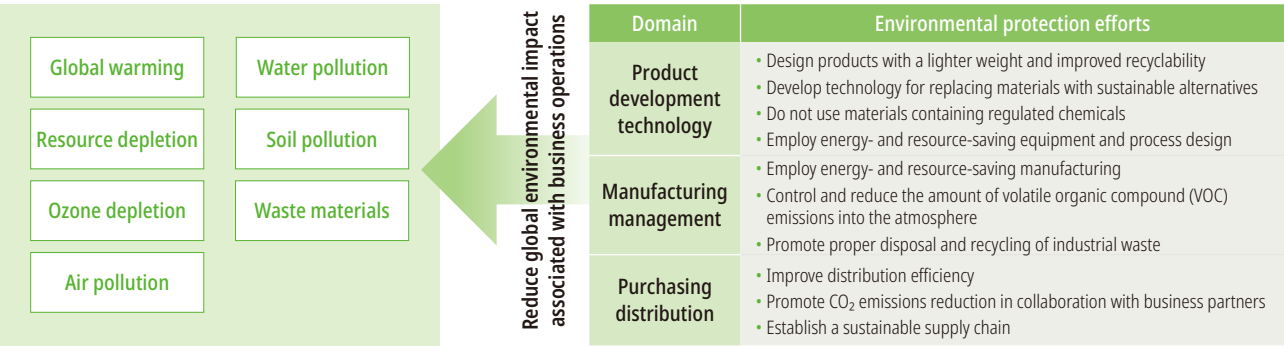 Global warming
Water pollution
Resource depletion
Soil pollution
Ozone depletion
Waste materials
Air pollution
Reduce global environmental impact
associated with business operations
Domain
Environmental protection efforts
Product
development
technology
• Design products with a lighter weight and improved recyclability
• Develop technology for replacing materials with sustainable alternatives
• Do not use materials containing regulated chemicals
• Employ energy- and resource-saving equipment and process design
Manufacturing
management
• Employ energy- and resource-saving manufacturing
• Control and reduce the amount of volatile organic compound (VOC)
emissions into the atmosphere
• Promote proper disposal and recycling of industrial waste
Purchasing
distribution
• Improve distribution efficiency
• Promote CO₂ emissions reduction in collaboration with business partners
• Establish a sustainable supply chain